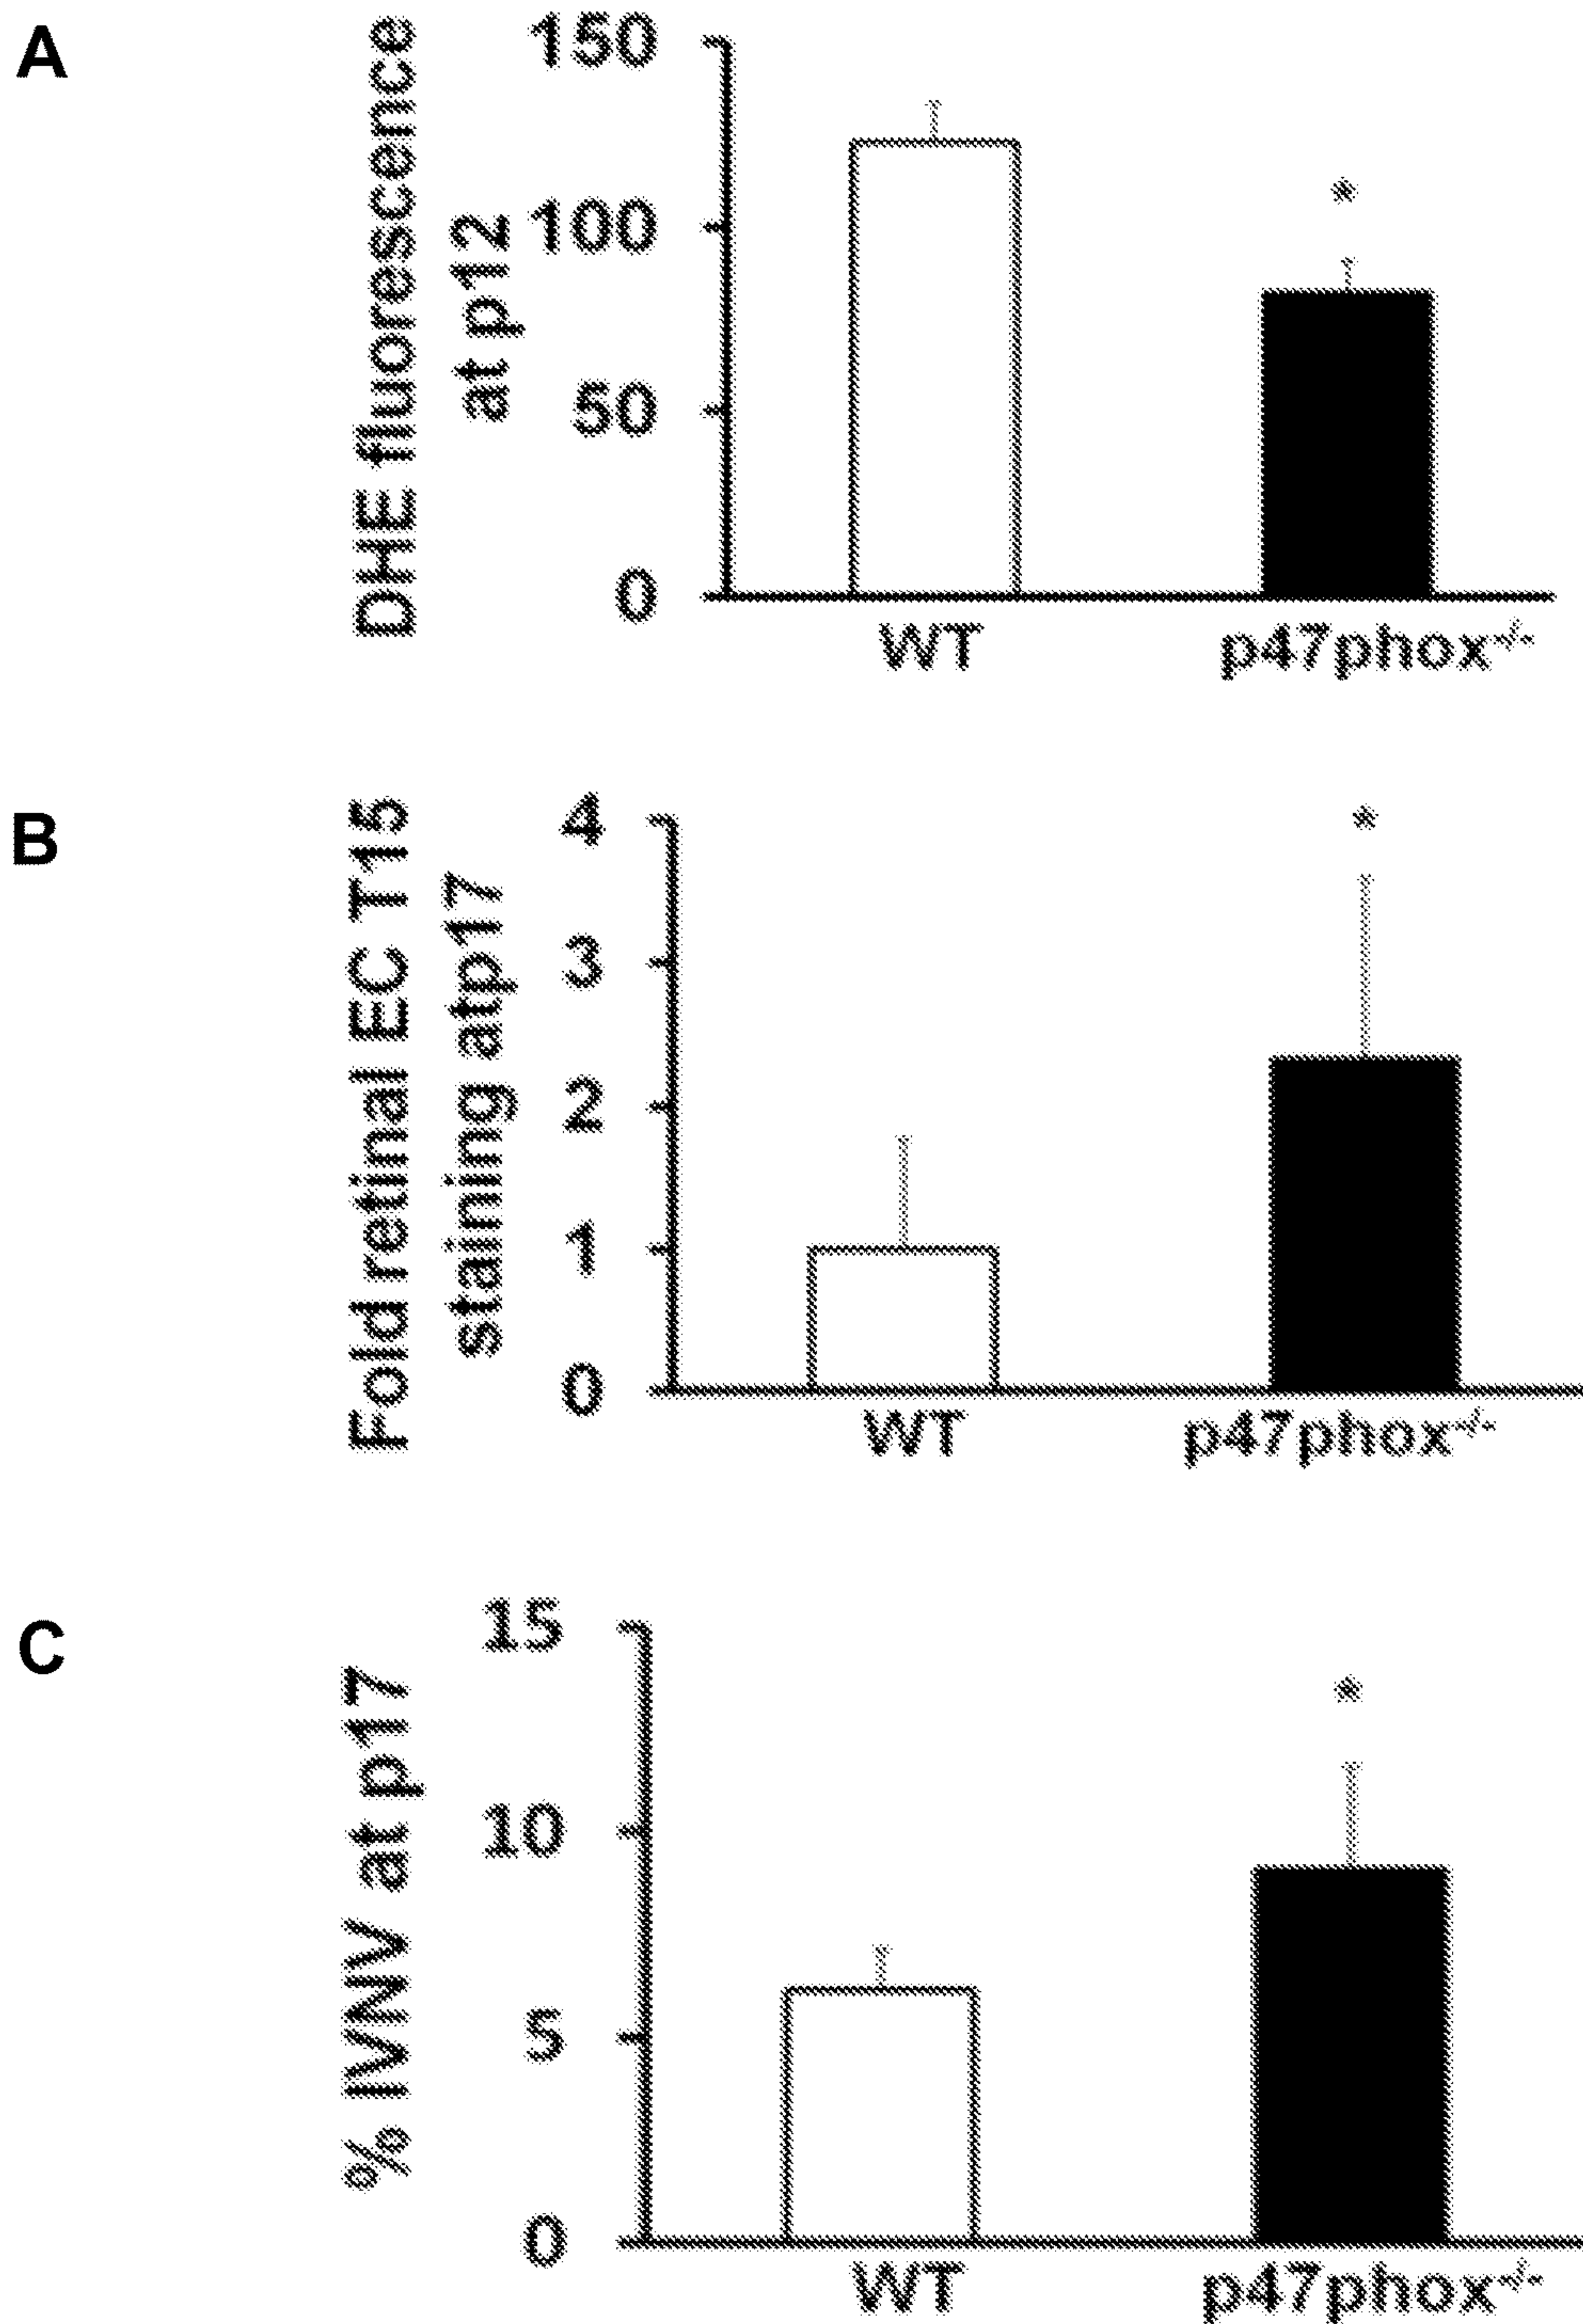 A
DHE fluorescence
at p12
150
100
50
0
*
WT
p47phox-/-
B
Fold retinal EC T15
staining atp17
4
3
2
1
0
*
WT
p47phox-/-
C
% IVNV at p17
15
10
5
0
*
WT
p47phox-/-